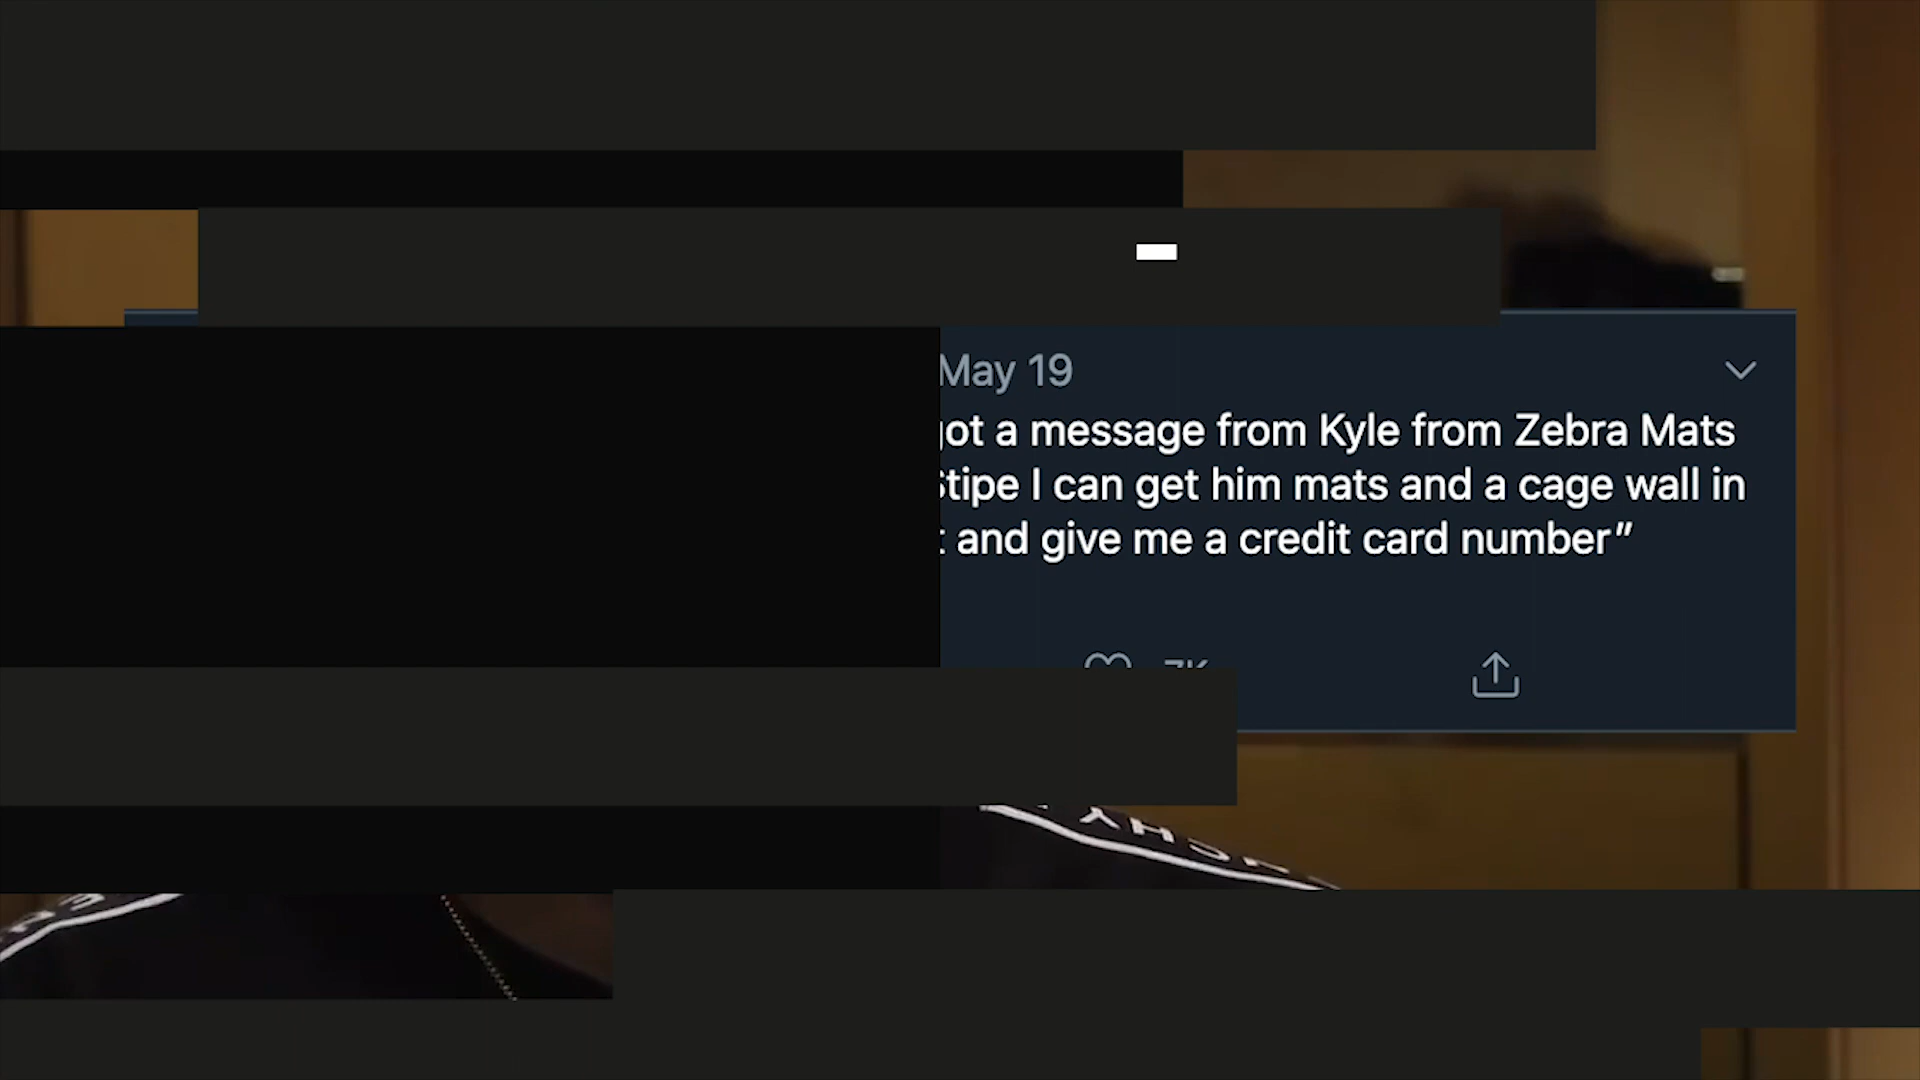 May 19
got a message from Kyle from Zebra Mats
Stipe I can get him mats and a cage wall in
and give me a credit card number”
7K